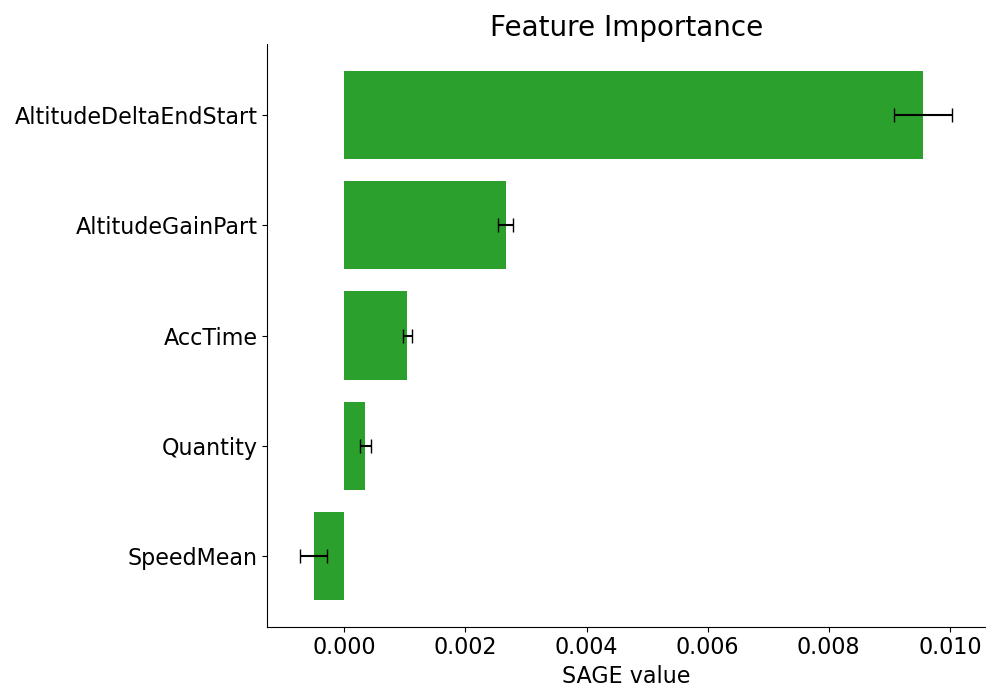 Feature Importance
AltitudeDeltaEndStart
AltitudeGainPart
AccTime
Quantity
SpeedMean
0.000 0.002 0.004 0.006 0.008 0.010
SAGE value